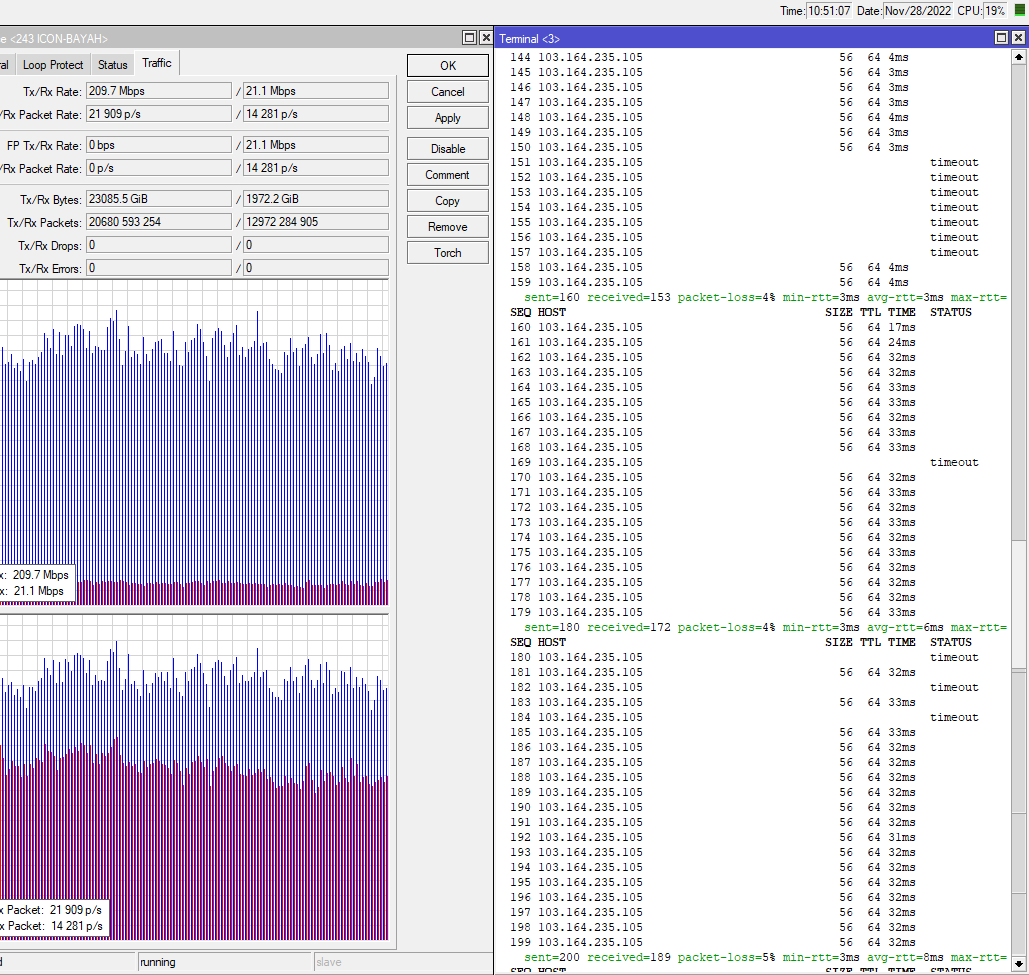 Time: 10:51:07 Date: Nov/28/2022 CPU: 19%
e <243 ICON-BAYAH>
al Loop Protect Status Traffic
Tx/Rx Rate: 209.7 Mbps / 21.1 Mbps
/Rx Packet Rate: 21 909 p/s / 14 281 p/s
FP Tx/Rx Rate: 0 bps / 21.1 Mbps
/Rx Packet Rate: 0 p/s / 14 281 p/s
Tx/Rx Bytes: 23085.5 GiB / 1972.2 GiB
Tx/Rx Packets: 20680 593 254 / 12972 284 905
Tx/Rx Drops: 0 / 0
Tx/Rx Errors: 0 / 0
OK
Cancel
Apply
Disable
Comment
Copy
Remove
Torch
x: 209.7 Mbps
x: 21.1 Mbps
x Packet: 21 909 p/s
x Packet: 14 281 p/s
d running slave
Terminal <3>
144 103.164.235.105 56 64 4ms
145 103.164.235.105 56 64 3ms
146 103.164.235.105 56 64 3ms
147 103.164.235.105 56 64 3ms
148 103.164.235.105 56 64 4ms
149 103.164.235.105 56 64 3ms
150 103.164.235.105 56 64 3ms
151 103.164.235.105 timeout
152 103.164.235.105 timeout
153 103.164.235.105 timeout
154 103.164.235.105 timeout
155 103.164.235.105 timeout
156 103.164.235.105 timeout
157 103.164.235.105 timeout
158 103.164.235.105 56 64 4ms
159 103.164.235.105 56 64 4ms
sent=160 received=153 packet-loss=4% min-rtt=3ms avg-rtt=3ms max-rtt=
SEQ HOST SIZE TTL TIME STATUS
160 103.164.235.105 56 64 17ms
161 103.164.235.105 56 64 24ms
162 103.164.235.105 56 64 32ms
163 103.164.235.105 56 64 32ms
164 103.164.235.105 56 64 33ms
165 103.164.235.105 56 64 33ms
166 103.164.235.105 56 64 32ms
167 103.164.235.105 56 64 33ms
168 103.164.235.105 56 64 33ms
169 103.164.235.105 timeout
170 103.164.235.105 56 64 32ms
171 103.164.235.105 56 64 33ms
172 103.164.235.105 56 64 32ms
173 103.164.235.105 56 64 33ms
174 103.164.235.105 56 64 32ms
175 103.164.235.105 56 64 33ms
176 103.164.235.105 56 64 32ms
177 103.164.235.105 56 64 32ms
178 103.164.235.105 56 64 32ms
179 103.164.235.105 56 64 33ms
sent=180 received=172 packet-loss=4% min-rtt=3ms avg-rtt=6ms max-rtt=
SEQ HOST SIZE TTL TIME STATUS
180 103.164.235.105 timeout
181 103.164.235.105 56 64 32ms
182 103.164.235.105 timeout
183 103.164.235.105 56 64 33ms
184 103.164.235.105 timeout
185 103.164.235.105 56 64 33ms
186 103.164.235.105 56 64 32ms
187 103.164.235.105 56 64 32ms
188 103.164.235.105 56 64 32ms
189 103.164.235.105 56 64 32ms
190 103.164.235.105 56 64 32ms
191 103.164.235.105 56 64 32ms
192 103.164.235.105 56 64 31ms
193 103.164.235.105 56 64 32ms
194 103.164.235.105 56 64 32ms
195 103.164.235.105 56 64 32ms
196 103.164.235.105 56 64 32ms
197 103.164.235.105 56 64 32ms
198 103.164.235.105 56 64 32ms
199 103.164.235.105 56 64 32ms
sent=200 received=189 packet-loss=5% min-rtt=3ms avg-rtt=8ms max-rtt=
SEQ HOST SIZE TTL TIME STATUS